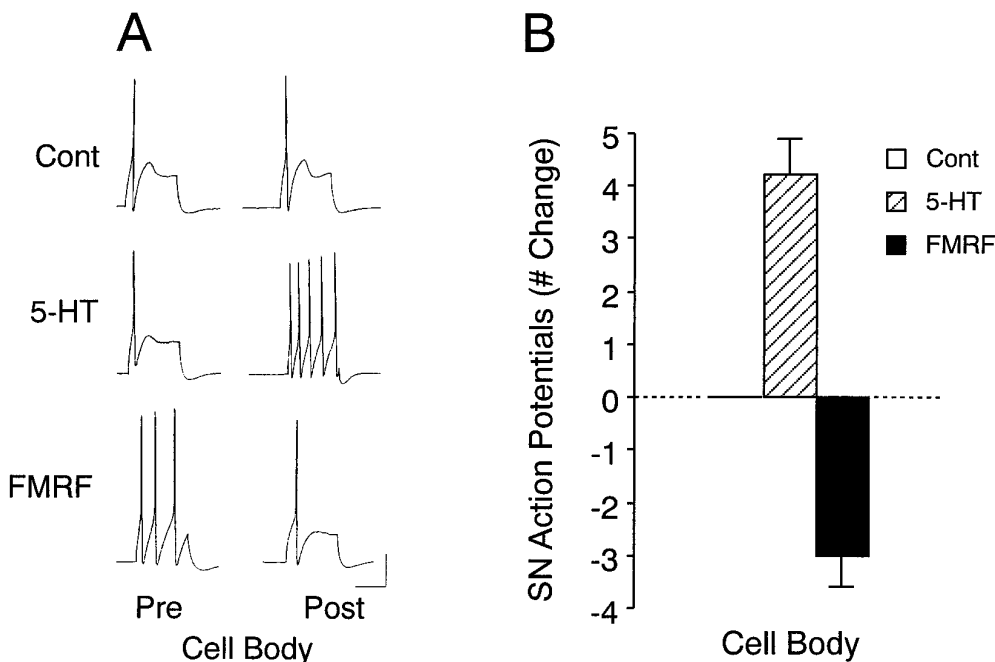 A
Cont
5-HT
FMRF
Pre
Post
Cell Body
B
SN Action Potentials (# Change)
5
4
3
2
1
0
-1
-2
-3
-4
Cell Body
Cont
5-HT
FMRF